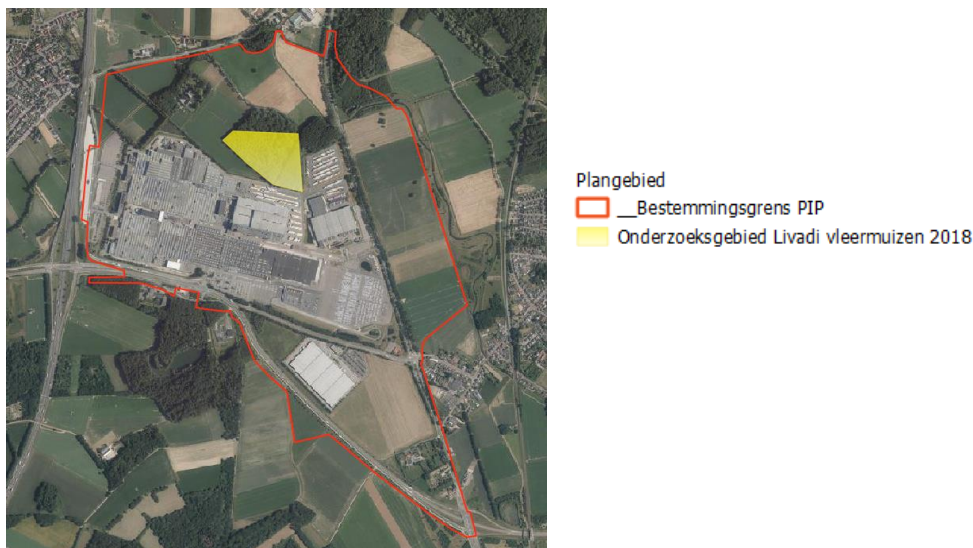 Plangebied
__Bestemmingsgrens PIP
Onderzoeksgebied Livadi vleermuizen 2018